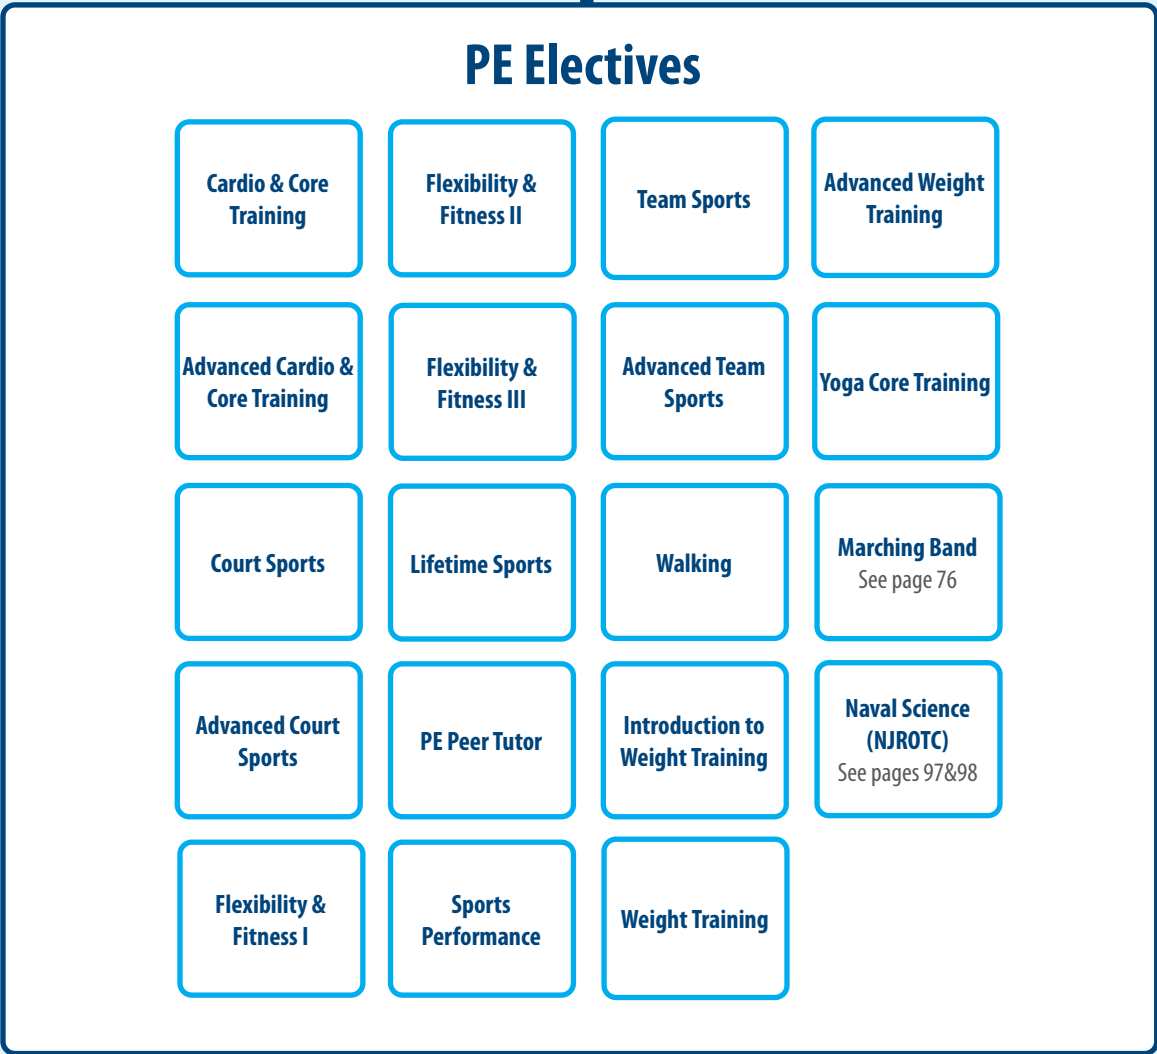 PE Electives
Cardio & Core
Training
Flexibility &
Fitness II
Team Sports
Advanced Weight
Training
Advanced Cardio &
Core Training
Flexibility &
Fitness III
Advanced Team
Sports
Yoga Core Training
Court Sports
Lifetime Sports
Walking
Marching Band
See page 76
Advanced Court
Sports
PE Peer Tutor
Introduction to
Weight Training
Naval Science
(NJROTC)
See pages 97&98
Flexibility &
Fitness I
Sports
Performance
Weight Training